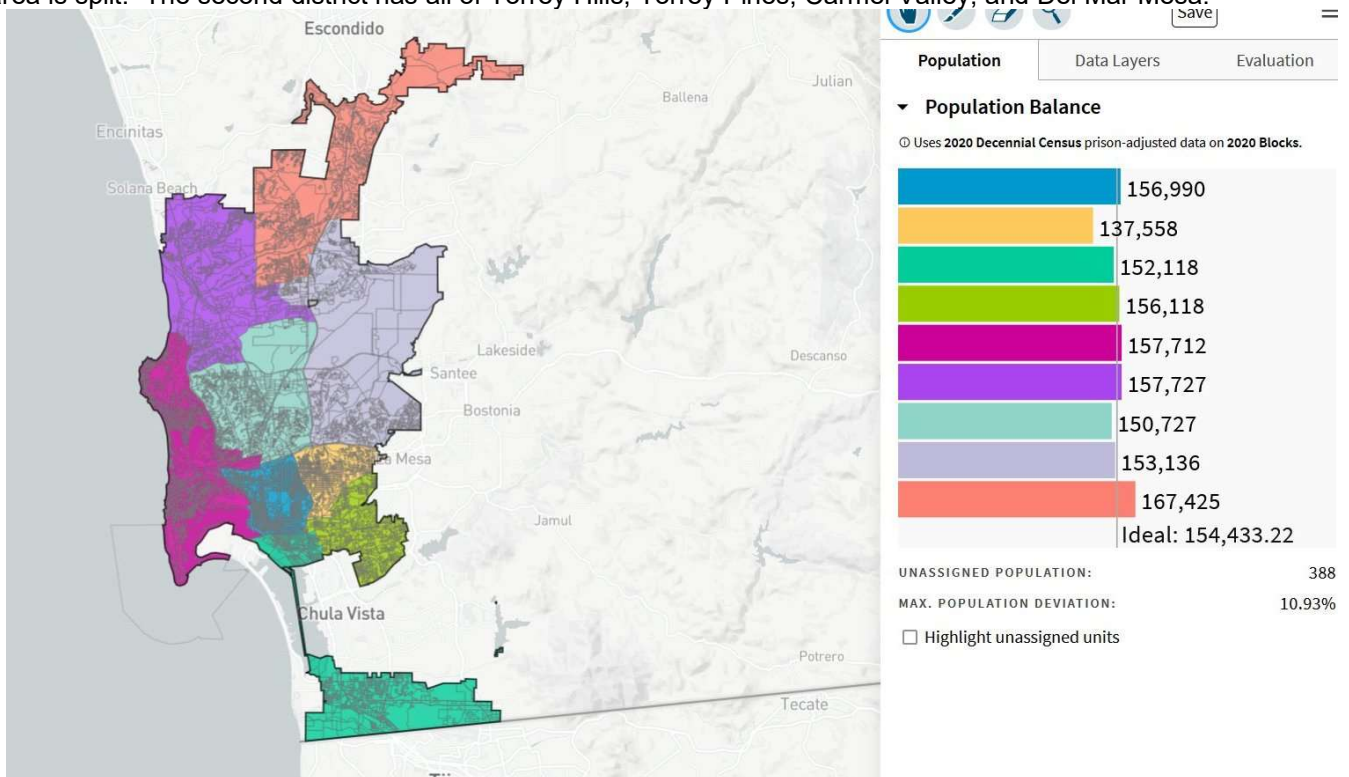 area is split. The second district has all of Torrey Hills, Torrey Pines, Carmel Valley, and Del Mar Mesa.
Save
Escondido
Population
Data Layers
Evaluation
Julian
Ballena
Population Balance
Encinitas
Uses 2020 Decennial Census prison-adjusted data on 2020 Blocks.
Solana Beach
156,990
137,558
152,118
156,118
Lakeside
157,712
Descanso
Santee
157,727
Bostonia
150,727
Mesa
153,136
167,425
Jamul
Ideal: 154,433.22
UNASSIGNED POPULATION: 388
MAX. POPULATION DEVIATION: 10.93%
Chula Vista
Highlight unassigned units
Potrero
Tecate